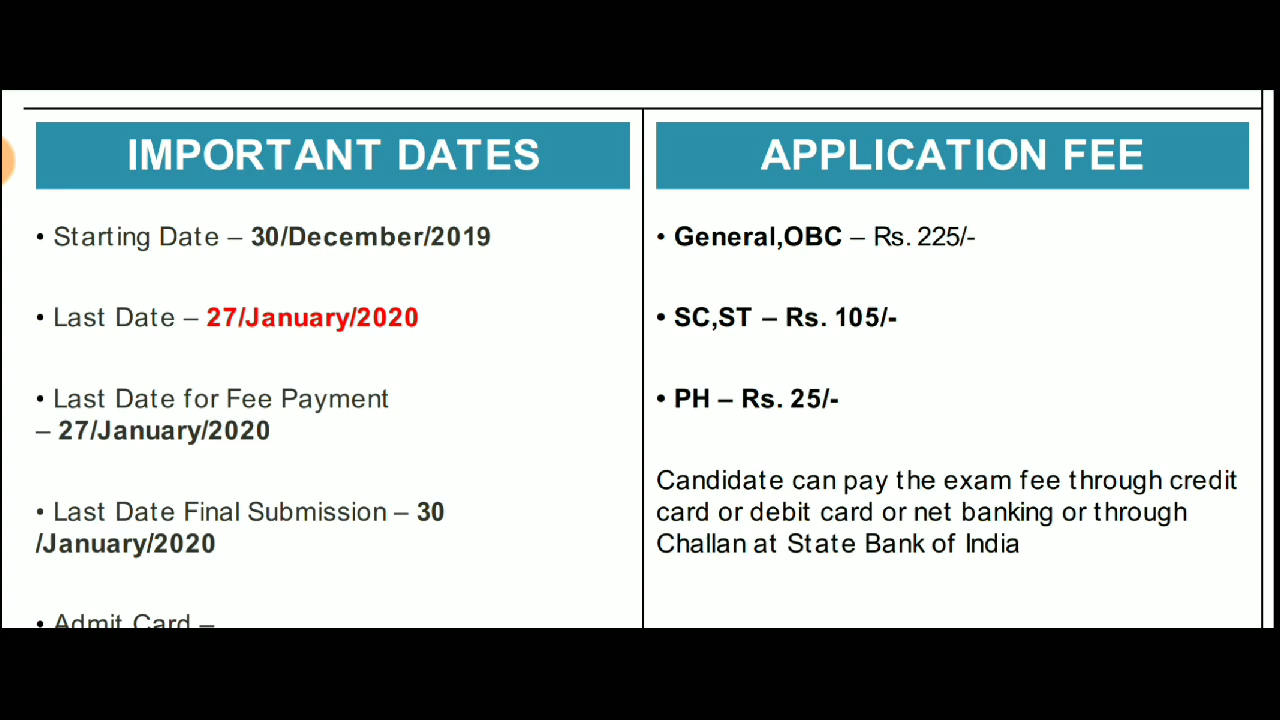 IMPORTANT DATES
• Starting Date – 30/December/2019
• Last Date – 27/January/2020
• Last Date for Fee Payment
– 27/January/2020
• Last Date Final Submission – 30
/January/2020
• Admit Card –
APPLICATION FEE
• General,OBC – Rs. 225/-
• SC,ST – Rs. 105/-
• PH – Rs. 25/-
Candidate can pay the exam fee through credit
card or debit card or net banking or through
Challan at State Bank of India